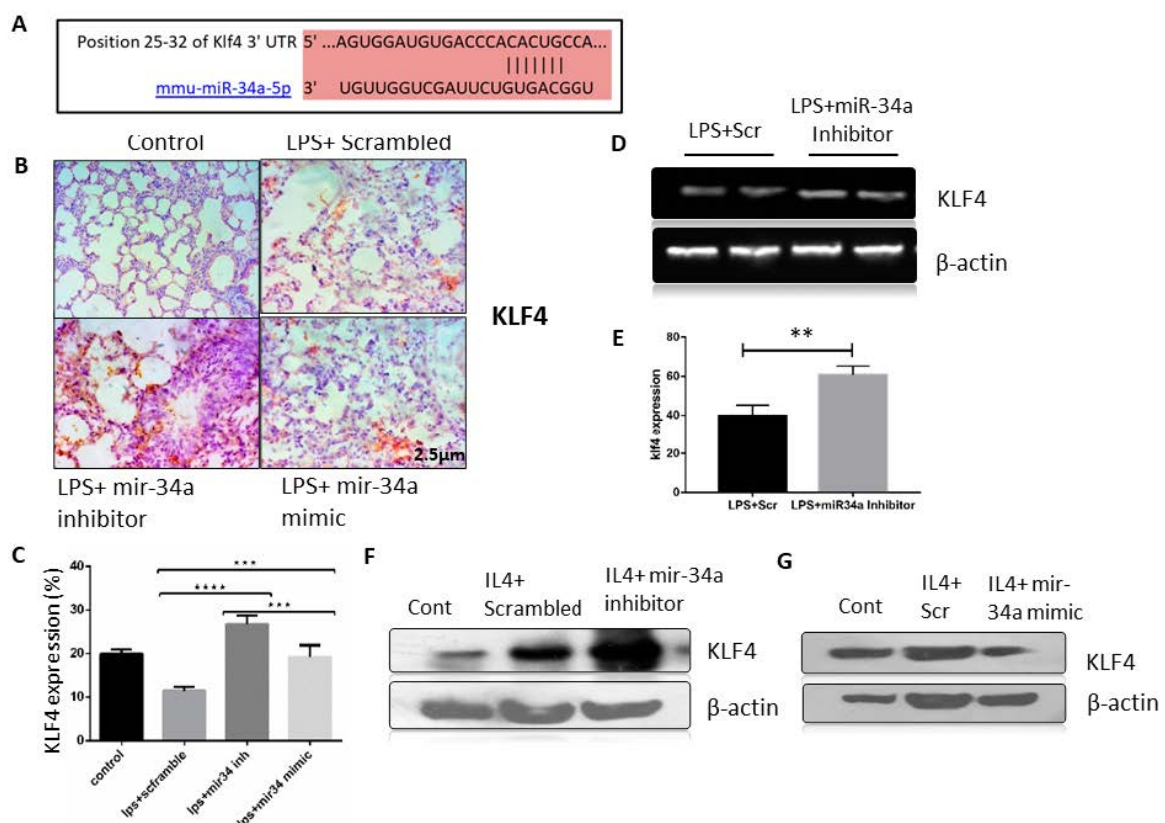 A
Position 25-32 of Klf4 3' UTR 5' ...AGUGGAUGUGACCCACACUGCCA...
|||||||
mmu-miR-34a-5p 3' UGUUGGUCGAUUCUGUGACGGU
B
Control
LPS+ Scrambled
2.5µm
LPS+ mir-34a
inhibitor
LPS+ mir-34a
mimic
KLF4
C
KLF4 expression (%)
40
30
20
10
0
***
****
***
control
lps+scframble
lps+mir34 inh
lps+mir34 mimic
D
LPS+Scr
LPS+miR-34a
Inhibitor
KLF4
β-actin
E
klf4 expression
80
60
40
20
0
**
LPS+Scr
LPS+miR34a Inhibitor
F
Cont
IL4+
Scrambled
IL4+ mir-34a
inhibitor
KLF4
β-actin
G
Cont
IL4+
Scr
IL4+ mir-
34a mimic
KLF4
β-actin